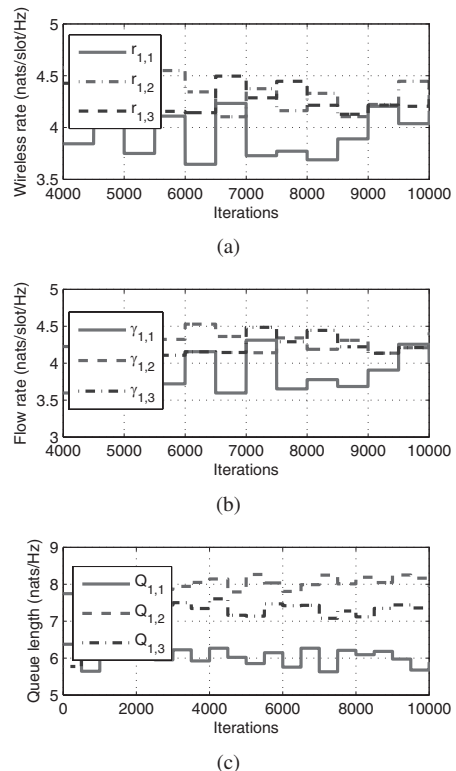 5
4.5
4
3.5
4000 5000 6000 7000 8000 9000 10000
Wireless rate (nats/slot/Hz)
Iterations
r1,1
r1,2
r1,3
(a)
5
4.5
4
3.5
3
4000 5000 6000 7000 8000 9000 10000
Flow rate (nats/slot/Hz)
Iterations
γ1,1
γ1,2
γ1,3
(b)
9
8
7
6
5
0 2000 4000 6000 8000 10000
Queue length (nats/Hz)
Iterations
Q1,1
Q1,2
Q1,3
(c)